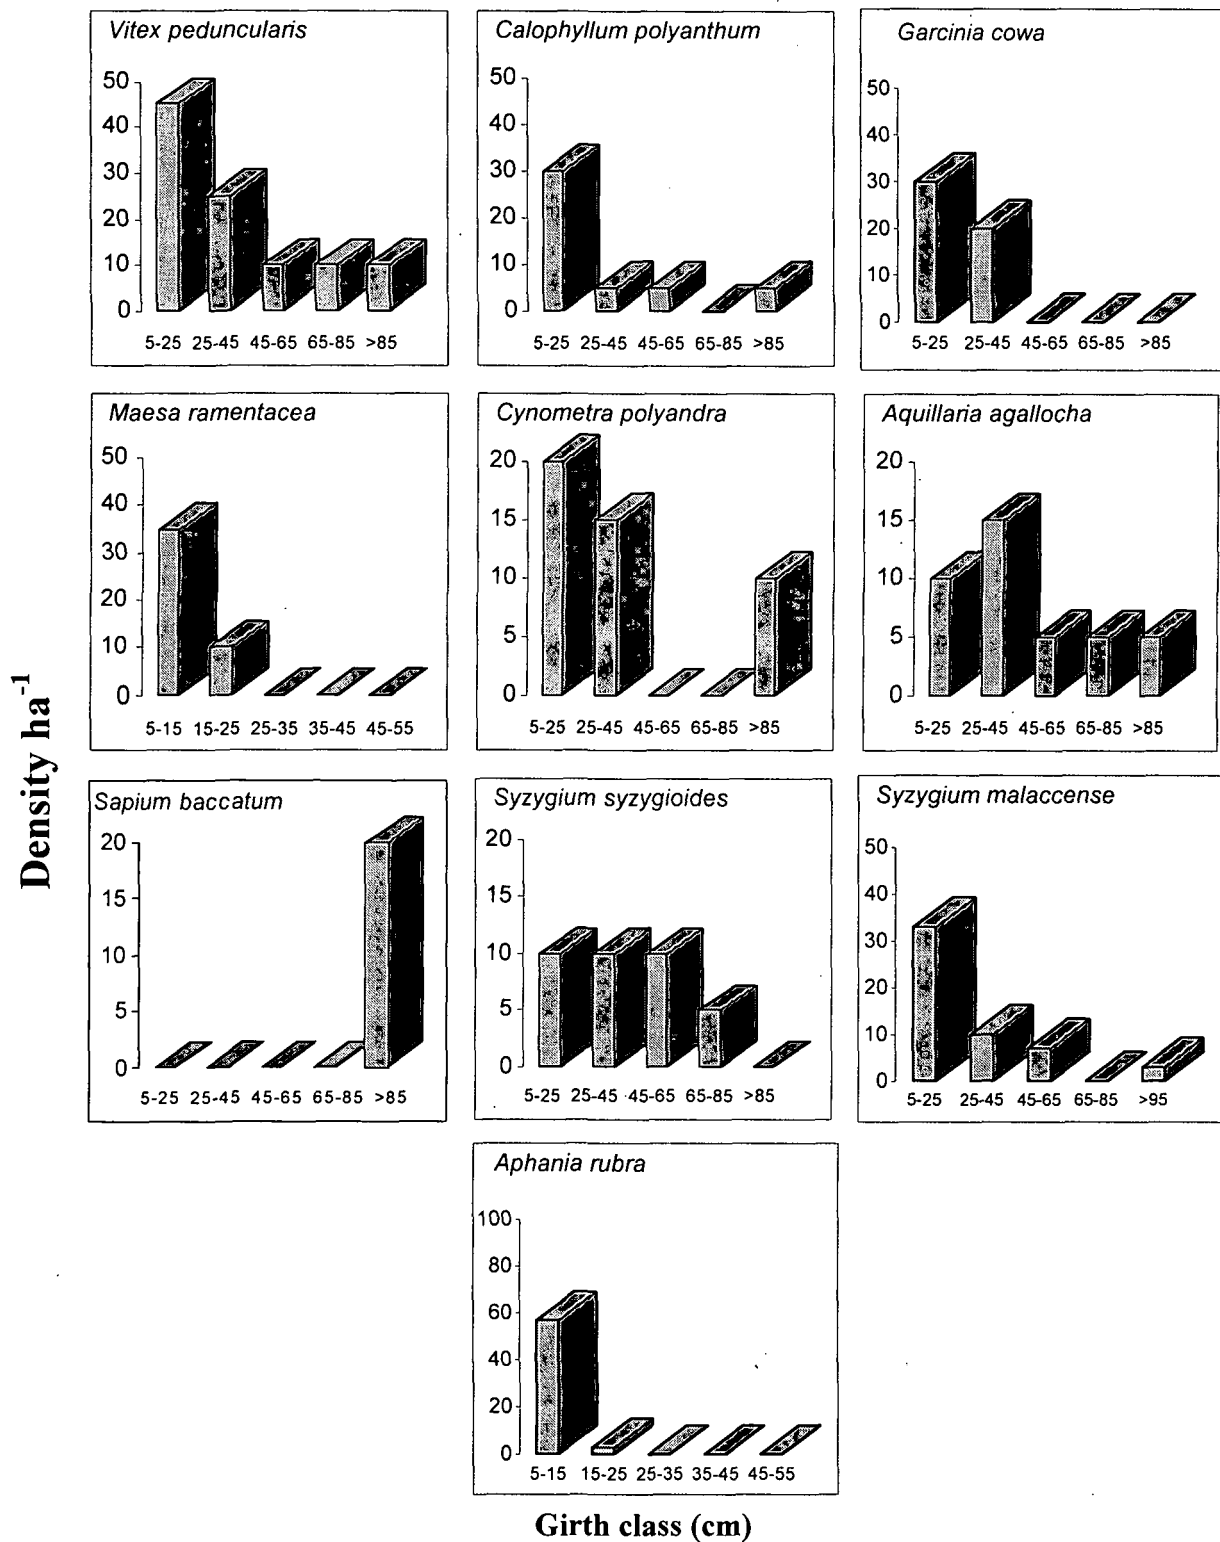 Density ha⁻¹
Vitex peduncularis
50
40
30
20
10
0
5-25 25-45 45-65 65-85 >85
Calophyllum polyanthum
50
40
30
20
10
0
5-25 25-45 45-65 65-85 >85
Garcinia cowa
50
40
30
20
10
0
5-25 25-45 45-65 65-85 >85
Maesa ramentacea
50
40
30
20
10
0
5-15 15-25 25-35 35-45 45-55
Cynometra polyandra
20
15
10
5
0
5-25 25-45 45-65 65-85 >85
Aquillaria agallocha
20
15
10
5
0
5-25 25-45 45-65 65-85 >85
Sapium baccatum
20
15
10
5
0
5-25 25-45 45-65 65-85 >85
Syzygium syzygioides
20
15
10
5
0
5-25 25-45 45-65 65-85 >85
Syzygium malaccense
50
40
30
20
10
0
5-25 25-45 45-65 65-85 >95
Aphania rubra
100
80
60
40
20
0
5-15 15-25 25-35 35-45 45-55
Girth class (cm)